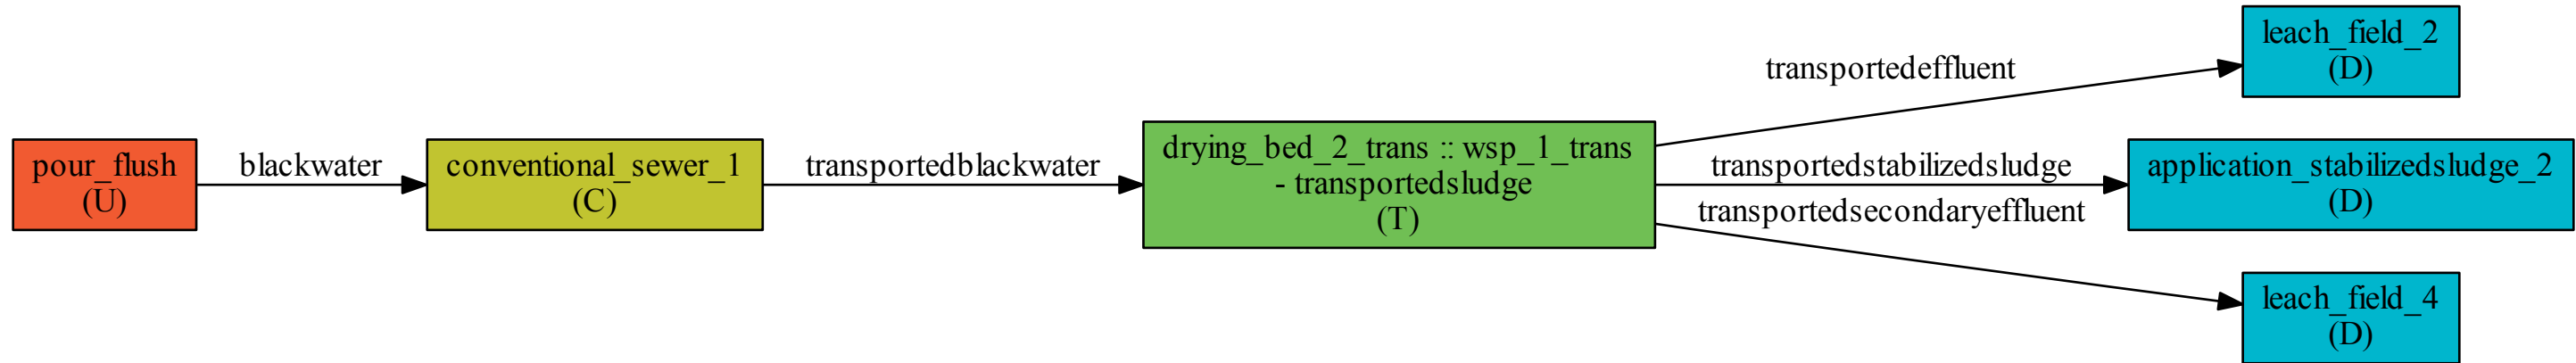 pour_flush
(U)
blackwater
conventional_sewer_1
(C)
transportedblackwater
drying_bed_2_trans :: wsp_1_trans
- transportedsludge
(T)
transportedeffluent
leach_field_2
(D)
transportedstabilizedsludge
application_stabilizedsludge_2
(D)
transportedsecondaryeffluent
leach_field_4
(D)